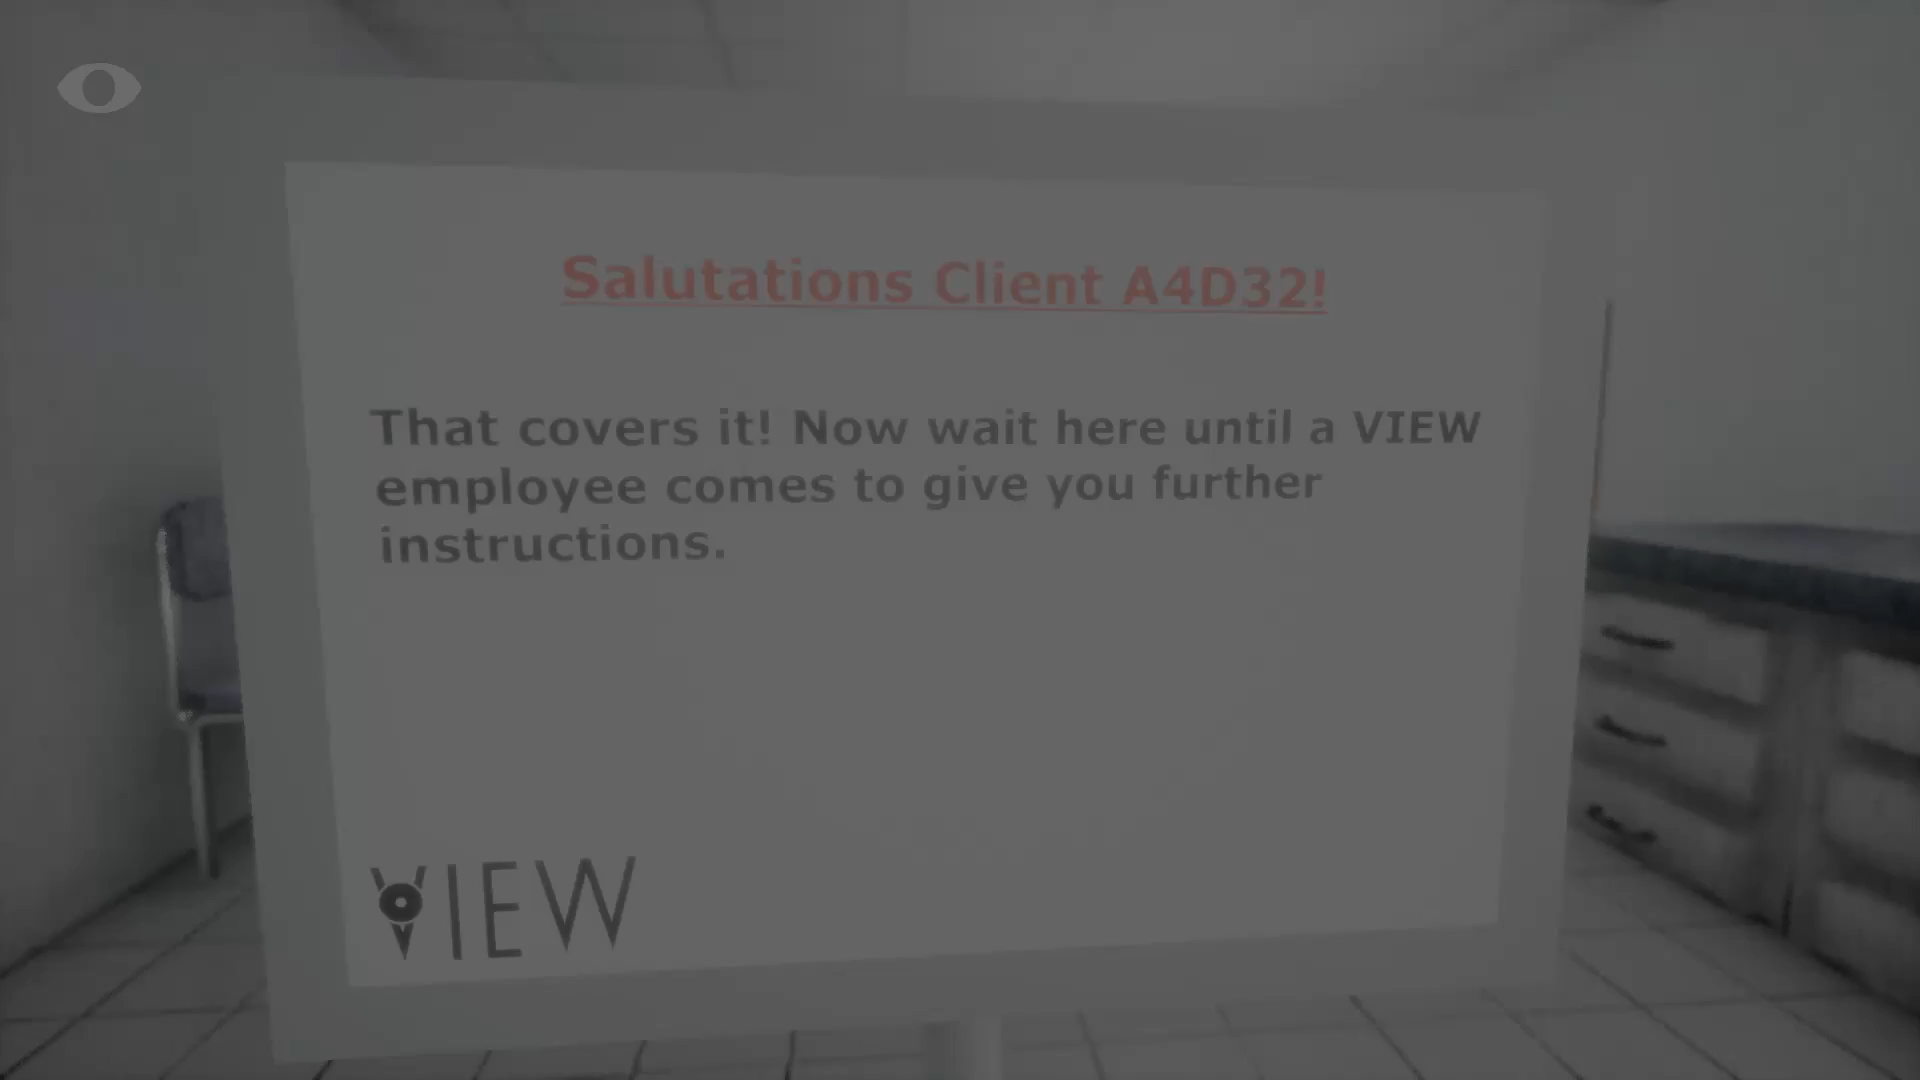 Salutations Client A4D32!
That covers it! Now wait here until a VIEW
employee comes to give you further
instructions.
VIEW